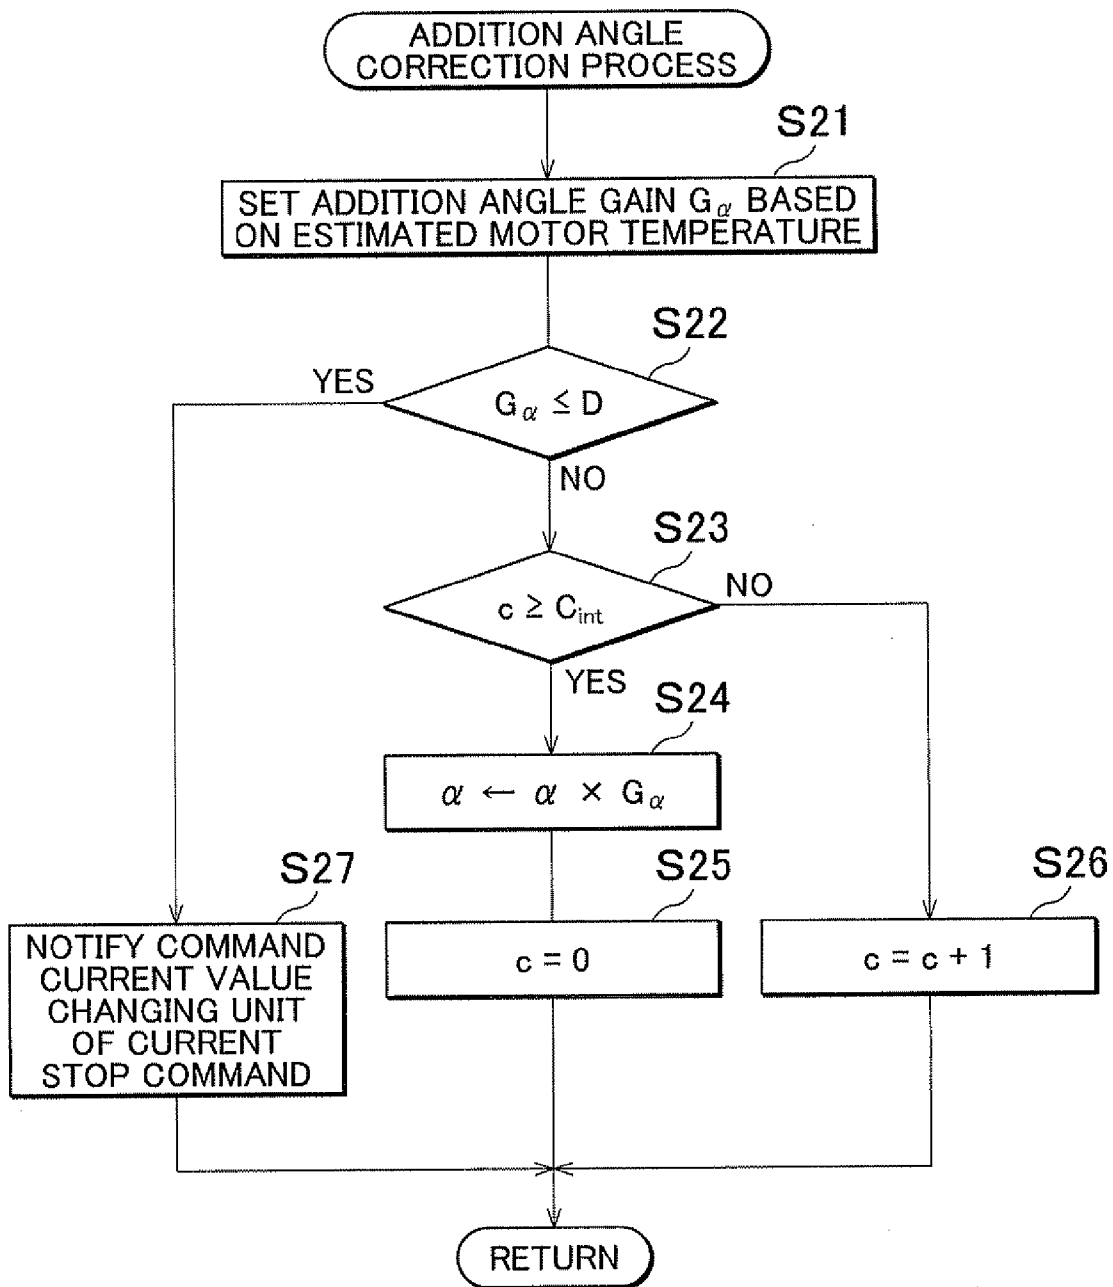 ADDITION ANGLE
CORRECTION PROCESS
S21
SET ADDITION ANGLE GAIN Gα BASED
ON ESTIMATED MOTOR TEMPERATURE
S22
YES
Gα ≤ D
NO
S23
NO
c ≥ Cint
YES
S24
α ← α × Gα
S27
S25
S26
NOTIFY COMMAND
CURRENT VALUE
CHANGING UNIT
OF CURRENT
STOP COMMAND
c = 0
c = c + 1
RETURN